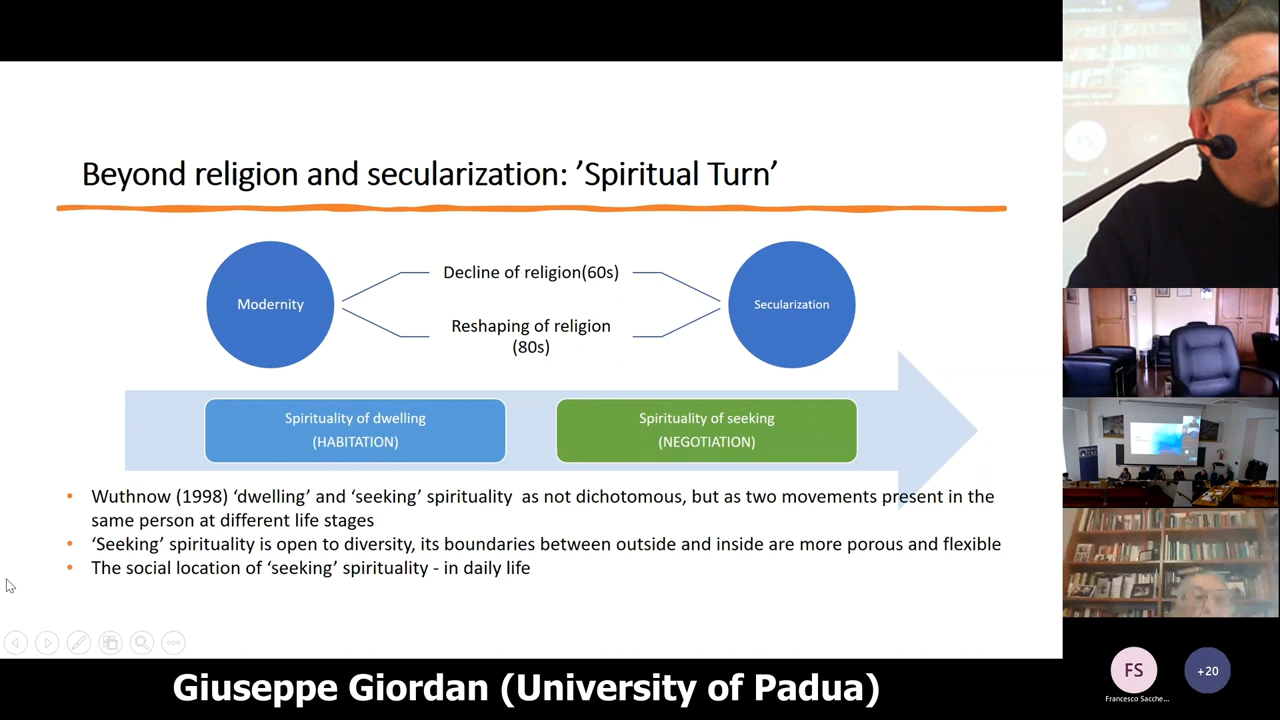 Beyond religion and secularization: ’Spiritual Turn’
Modernity
Decline of religion(60s)
Reshaping of religion
(80s)
Secularization
Spirituality of dwelling
(HABITATION)
Spirituality of seeking
(NEGOTIATION)
• Wuthnow (1998) ‘dwelling’ and ‘seeking’ spirituality as not dichotomous, but as two movements present in the
same person at different life stages
• ‘Seeking’ spirituality is open to diversity, its boundaries between outside and inside are more porous and flexible
• The social location of ‘seeking’ spirituality - in daily life
Giuseppe Giordan (University of Padua)
FS
Francesco Sacche...
+20